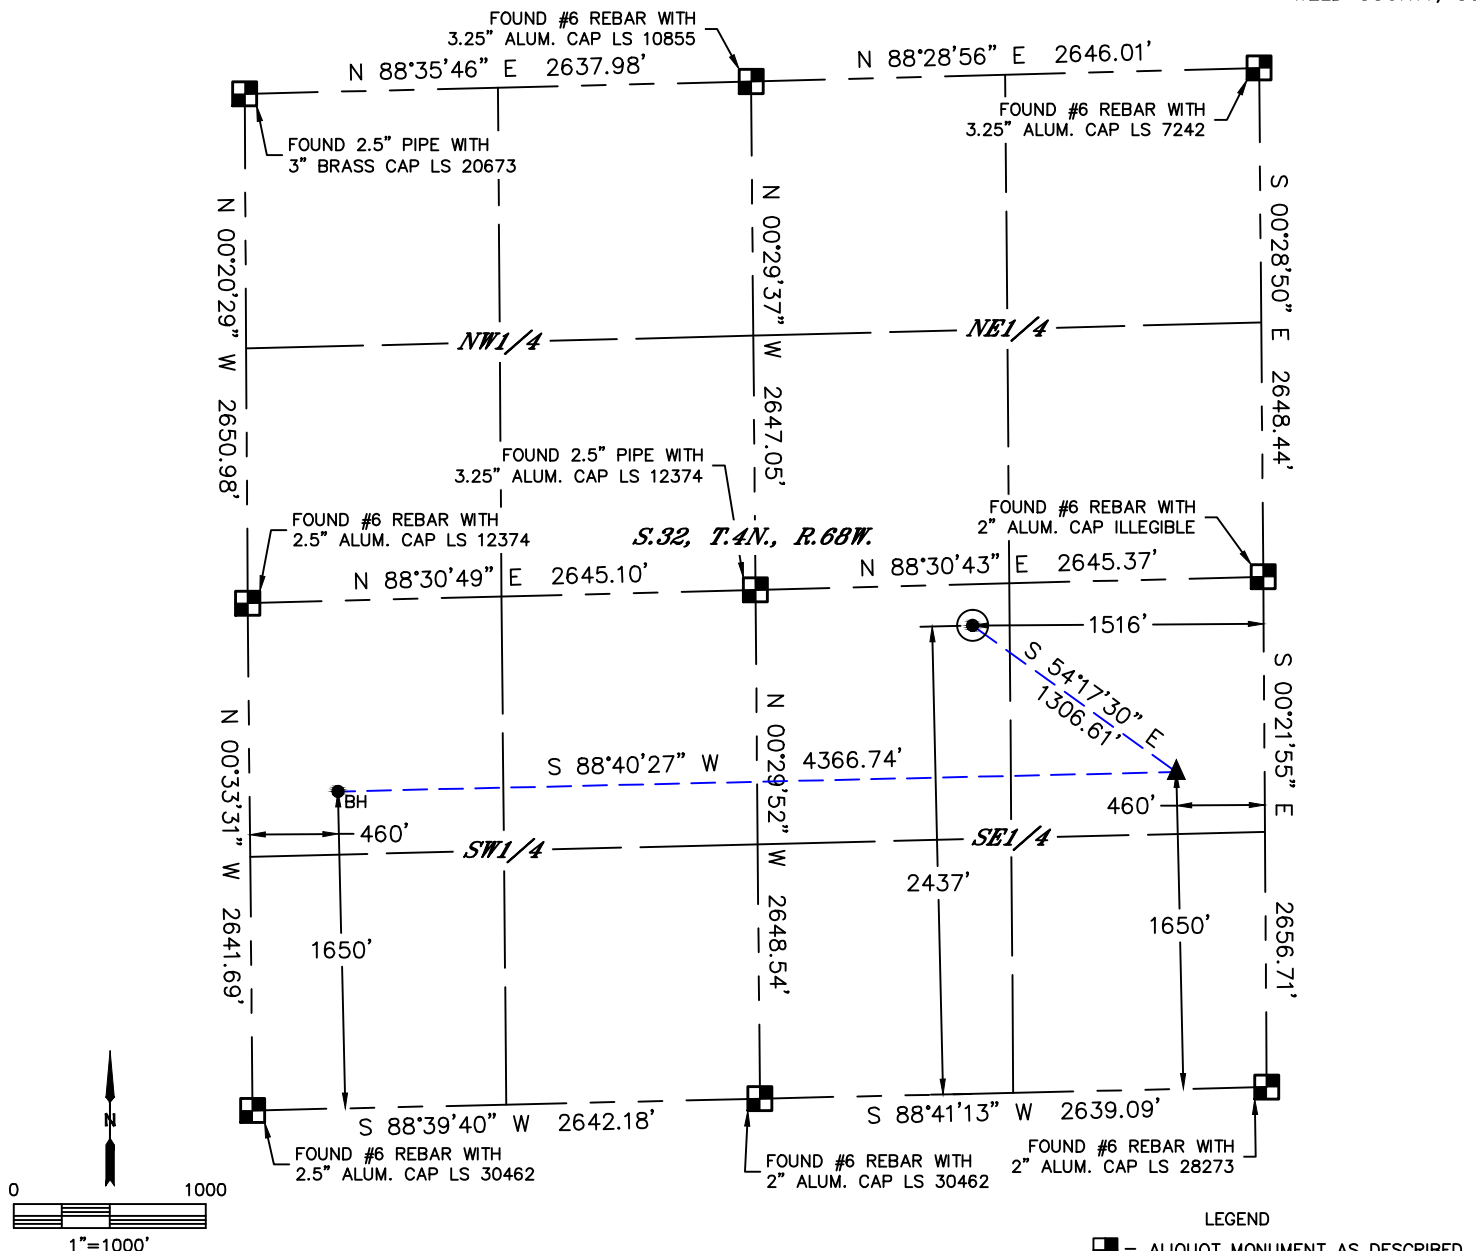 FOUND #6 REBAR WITH
3.25" ALUM. CAP LS 10855
N 88°35'46" E 2637.98'
N 88°28'56" E 2646.01'
FOUND #6 REBAR WITH
3.25" ALUM. CAP LS 7242
FOUND 2.5" PIPE WITH
3" BRASS CAP LS 20673
N 00°20'29" W 2650.98'
N 00°29'37" W 2647.05'
S 00°28'50" E 2648.44'
NW1/4
NE1/4
FOUND 2.5" PIPE WITH
3.25" ALUM. CAP LS 12374
FOUND #6 REBAR WITH
2.5" ALUM. CAP LS 12374
S.32, T.4N., R.68W.
FOUND #6 REBAR WITH
2" ALUM. CAP ILLEGIBLE
N 88°30'49" E 2645.10'
N 88°30'43" E 2645.37'
1516'
S 54°17'30" E
1306.61'
N 00°33'31" W 2641.69'
N 00°29'52" W 2648.54'
S 00°21'55" E 2656.71'
S 88°40'27" W 4366.74'
BH
460'
460'
SW1/4
SE1/4
2437'
1650'
1650'
S 88°39'40" W 2642.18'
S 88°41'13" W 2639.09'
FOUND #6 REBAR WITH
2.5" ALUM. CAP LS 30462
FOUND #6 REBAR WITH
2" ALUM. CAP LS 30462
FOUND #6 REBAR WITH
2" ALUM. CAP LS 28273
N
0 1000
1"=1000'
LEGEND
= ALIQUOT MONUMENT AS DESCRIBED